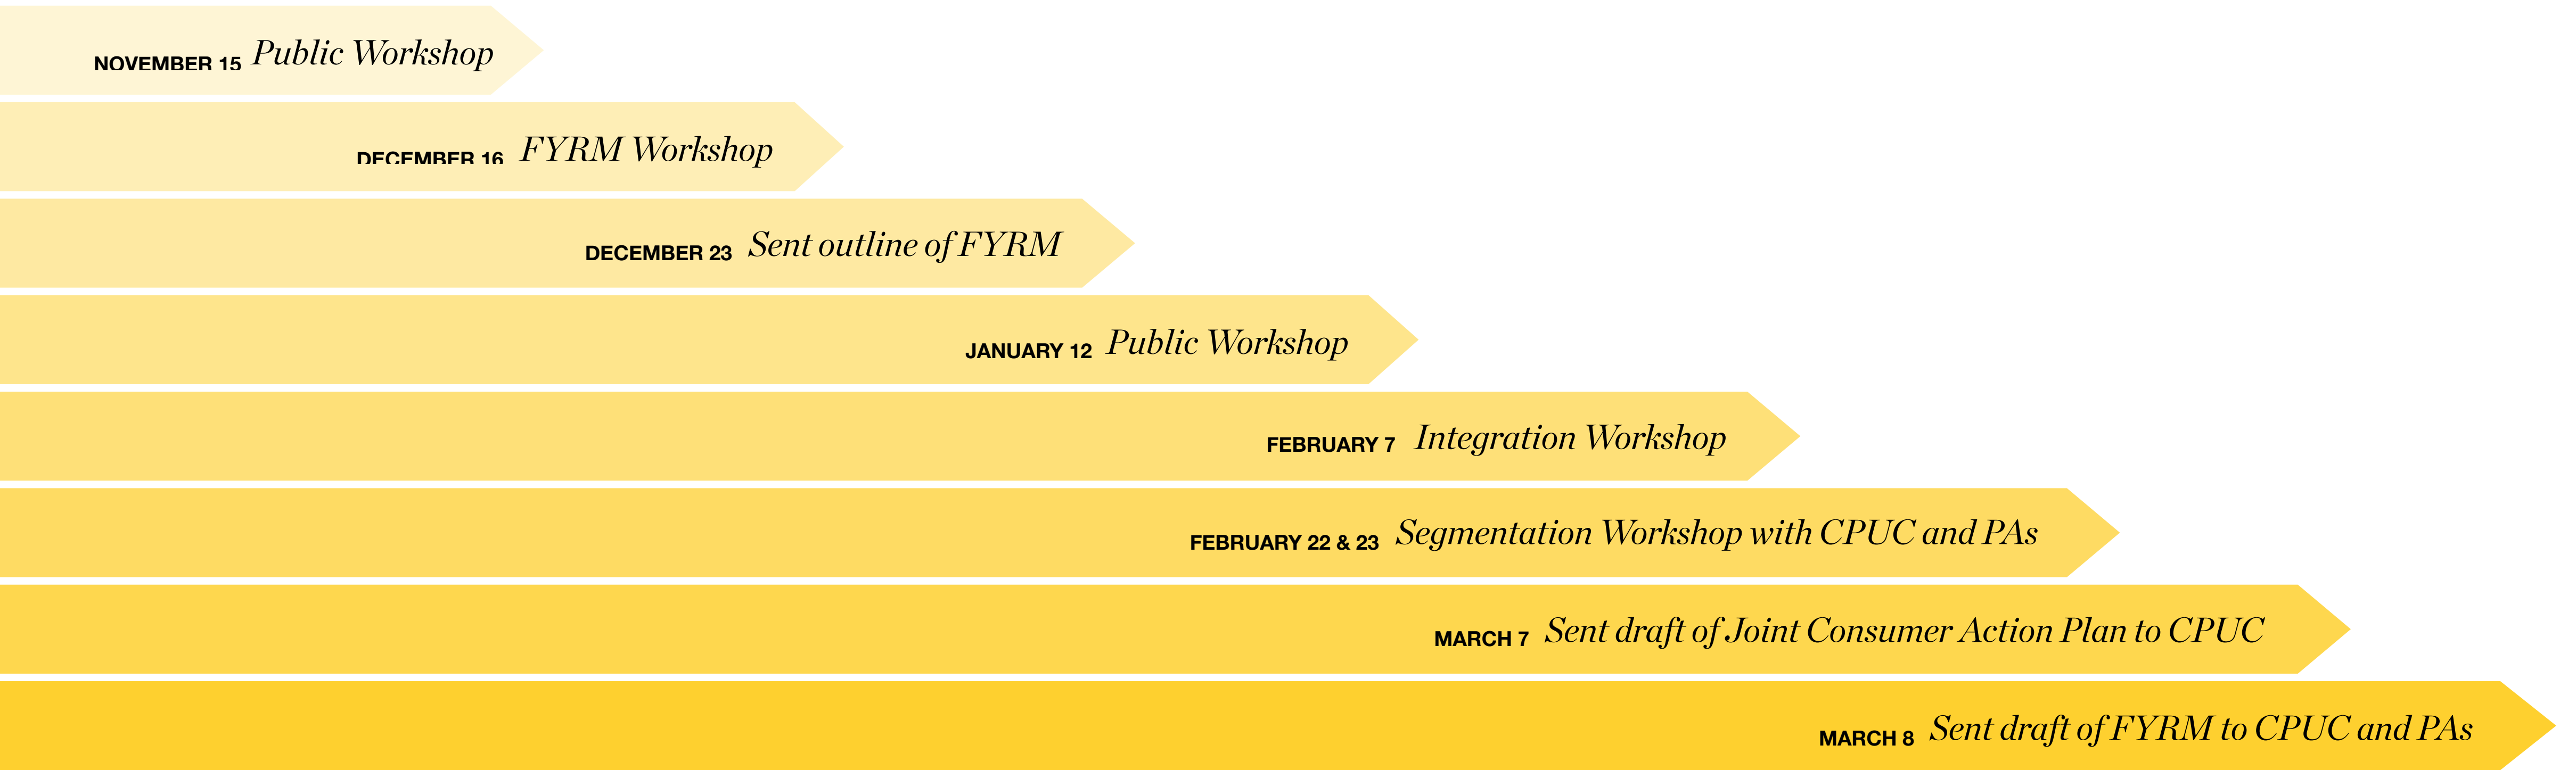 NOVEMBER 15 Public Workshop
DECEMBER 16 FYRM Workshop
DECEMBER 23 Sent outline of FYRM
JANUARY 12 Public Workshop
FEBRUARY 7 Integration Workshop
FEBRUARY 22 & 23 Segmentation Workshop with CPUC and PAs
MARCH 7 Sent draft of Joint Consumer Action Plan to CPUC
MARCH 8 Sent draft of FYRM to CPUC and PAs